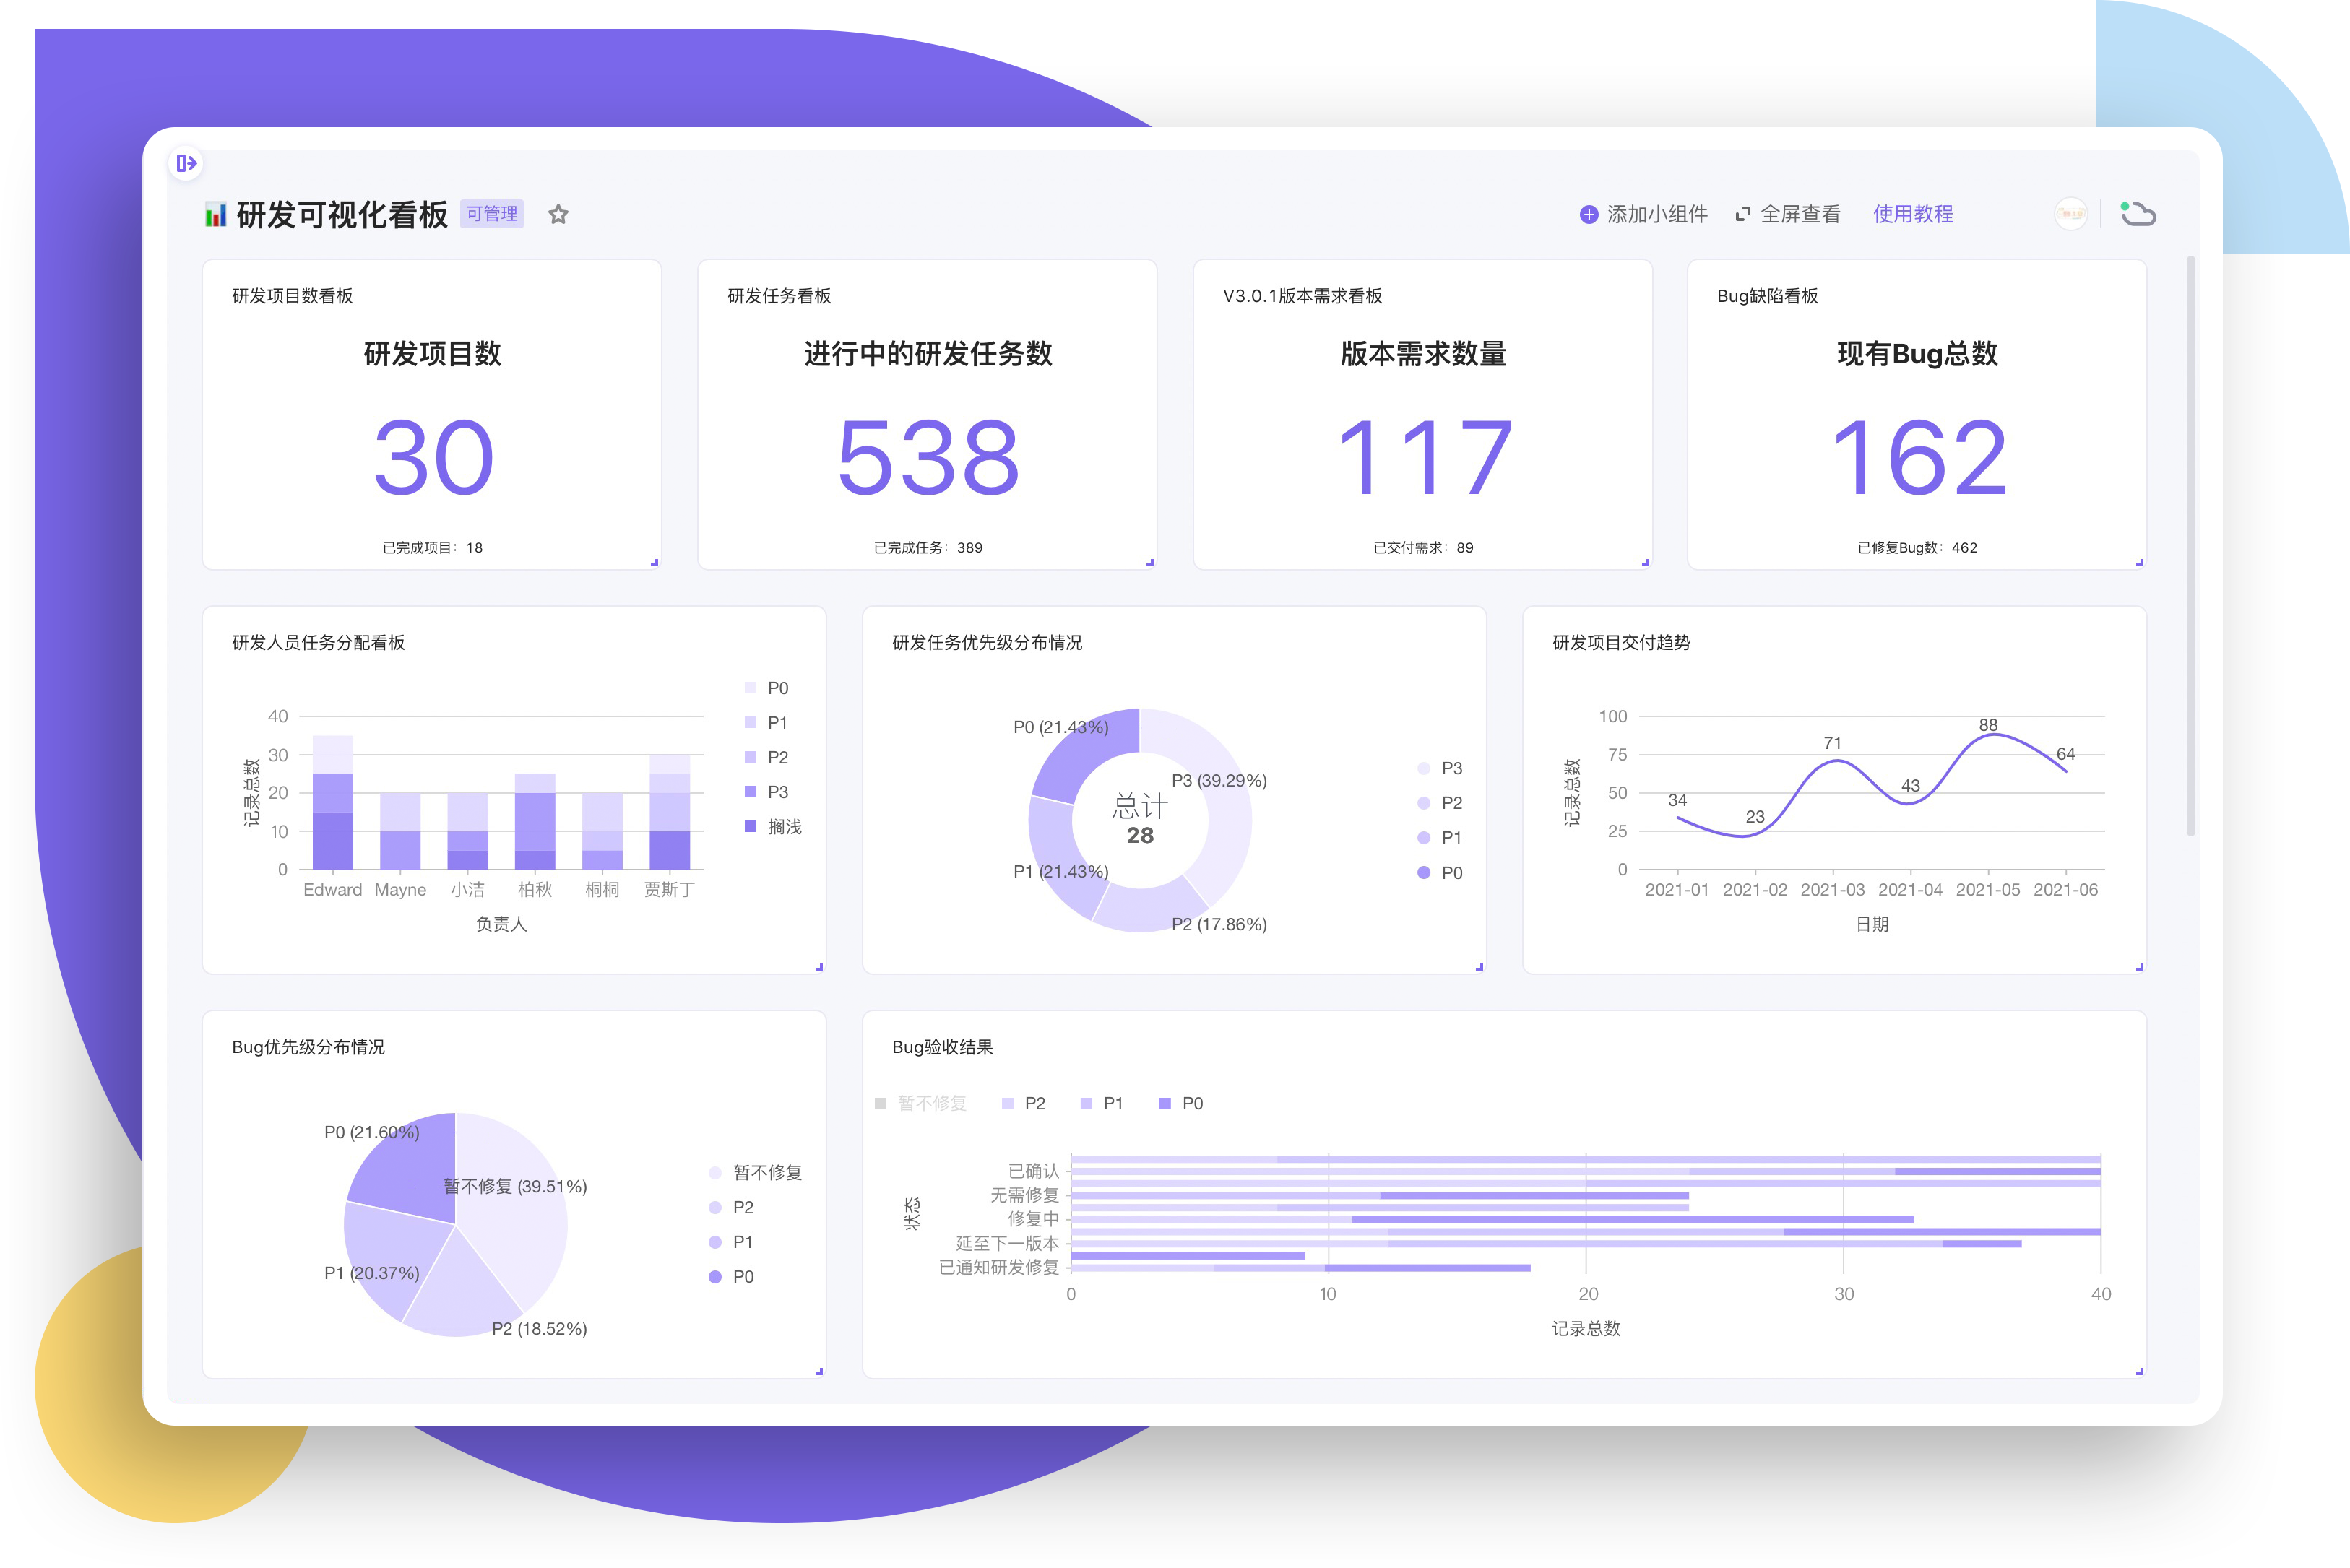 研发可视化看板 可管理
添加小组件 全屏查看 使用教程
研发项目数看板
研发项目数
30
已完成项目：18
研发任务看板
进行中的研发任务数
538
已完成任务：389
V3.0.1版本需求看板
版本需求数量
117
已交付需求：89
Bug缺陷看板
现有Bug总数
162
已修复Bug数：462
研发人员任务分配看板
P0
P1
P2
P3
搁浅
记录总数
40
30
20
10
0
Edward Mayne 小洁 柏秋 桐桐 贾斯丁
负责人
研发任务优先级分布情况
P0 (21.43%)
P3 (39.29%)
总计
28
P1 (21.43%)
P2 (17.86%)
P3
P2
P1
P0
研发项目交付趋势
记录总数
100
75
50
25
0
34
23
71
43
88
64
2021-01 2021-02 2021-03 2021-04 2021-05 2021-06
日期
Bug优先级分布情况
P0 (21.60%)
暂不修复 (39.51%)
P1 (20.37%)
P2 (18.52%)
暂不修复
P2
P1
P0
Bug验收结果
暂不修复 P2 P1 P0
状态
已确认
无需修复
修复中
延至下一版本
已通知研发修复
0 10 20 30 40
记录总数